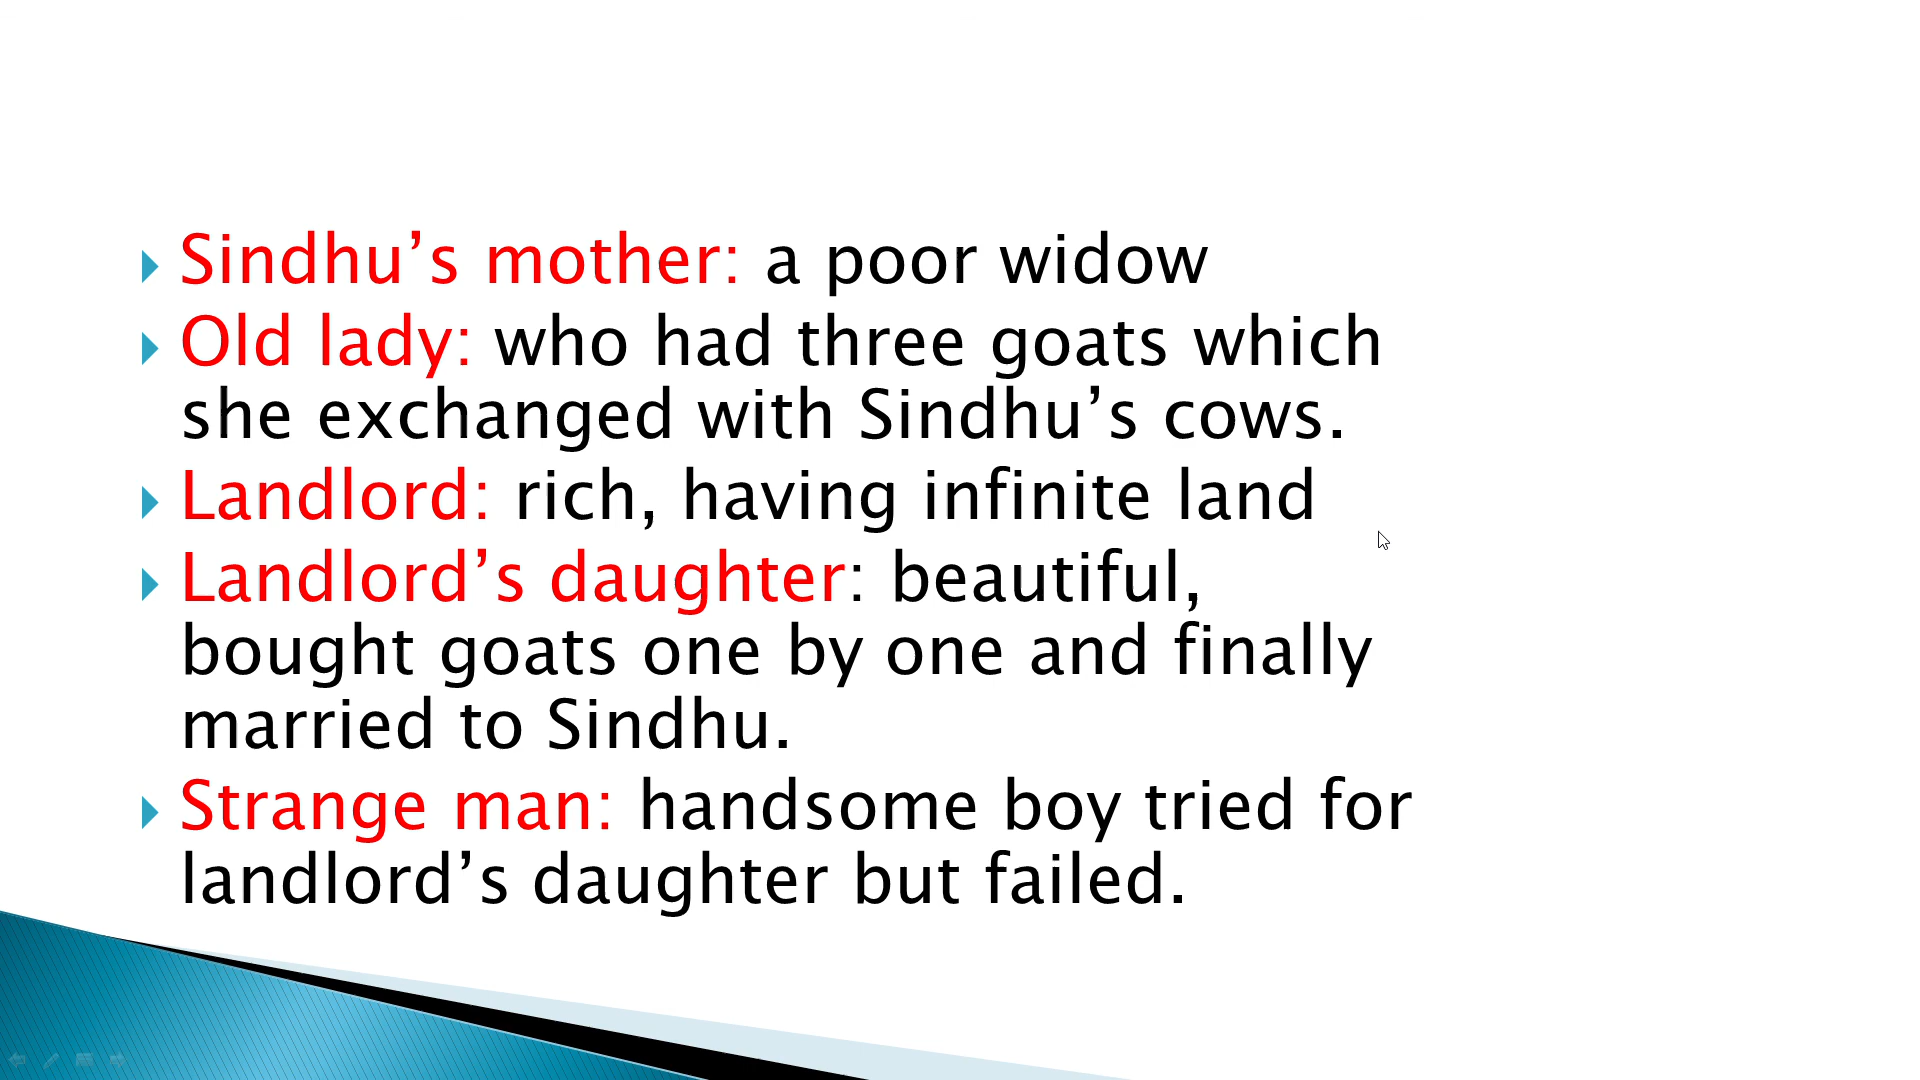 Sindhu’s mother: a poor widow
Old lady: who had three goats which
she exchanged with Sindhu’s cows.
Landlord: rich, having infinite land
Landlord’s daughter: beautiful,
bought goats one by one and finally
married to Sindhu.
Strange man: handsome boy tried for
landlord’s daughter but failed.